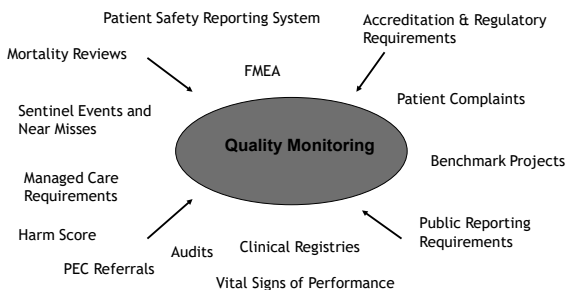 Patient Safety Reporting System
Accreditation & Regulatory
Requirements
Mortality Reviews
FMEA
Patient Complaints
Sentinel Events and
Near Misses
Quality Monitoring
Benchmark Projects
Managed Care
Requirements
Public Reporting
Requirements
Harm Score
Audits
Clinical Registries
PEC Referrals
Vital Signs of Performance